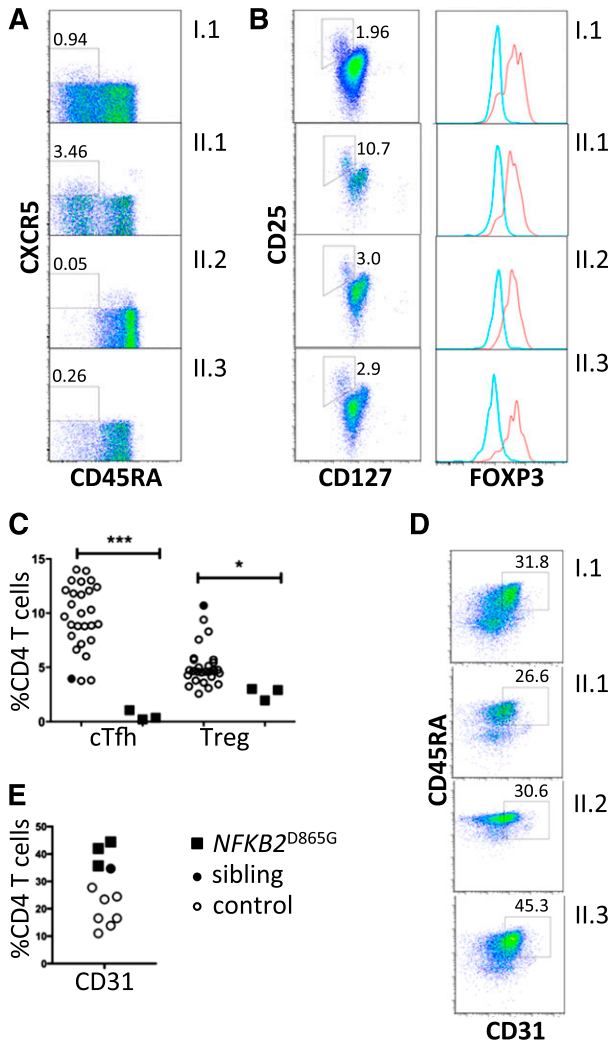 A
I.1
0.94
II.1
3.46
II.2
0.05
II.3
0.26
CXCR5
CD45RA
B
I.1
1.96
II.1
10.7
II.2
3.0
II.3
2.9
CD25
CD127
FOXP3
C
***
*
15
10
5
0
%CD4 T cells
cTfh
Treg
D
31.8
I.1
26.6
II.1
30.6
II.2
45.3
II.3
CD45RA
CD31
E
50
40
30
20
10
0
%CD4 T cells
CD31
NFKB2D865G
sibling
control